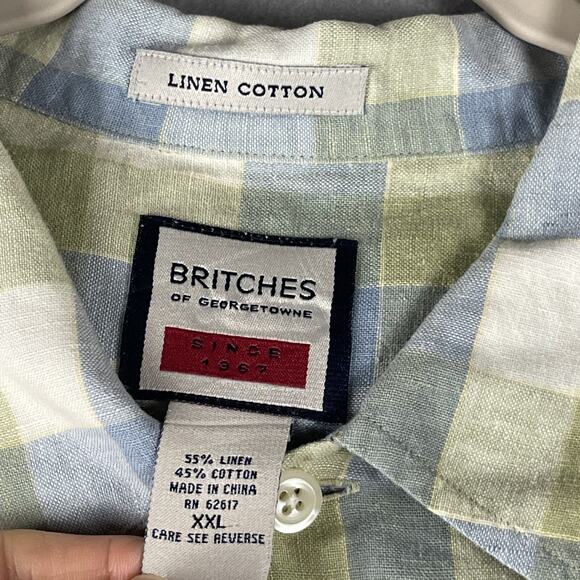 LINEN COTTON
BRITCHES
OF GEORGETOWNE
SINCE
1967
55% LINEN
45% COTTON
MADE IN CHINA
RN 62617
XXL
CARE SEE REVERSE